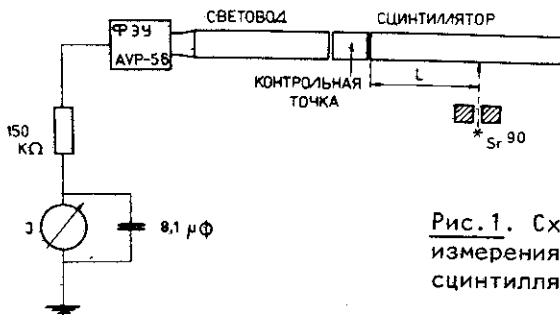 ФЭУ
AVP-56
СВЕТОВОД
СЦИНТИЛЛЯТОР
КОНТРОЛЬНАЯ
ТОЧКА
L
* Sr 90
150
KΩ
J
8,1 µФ
Рис.1. Сх
измерения
сцинтилля